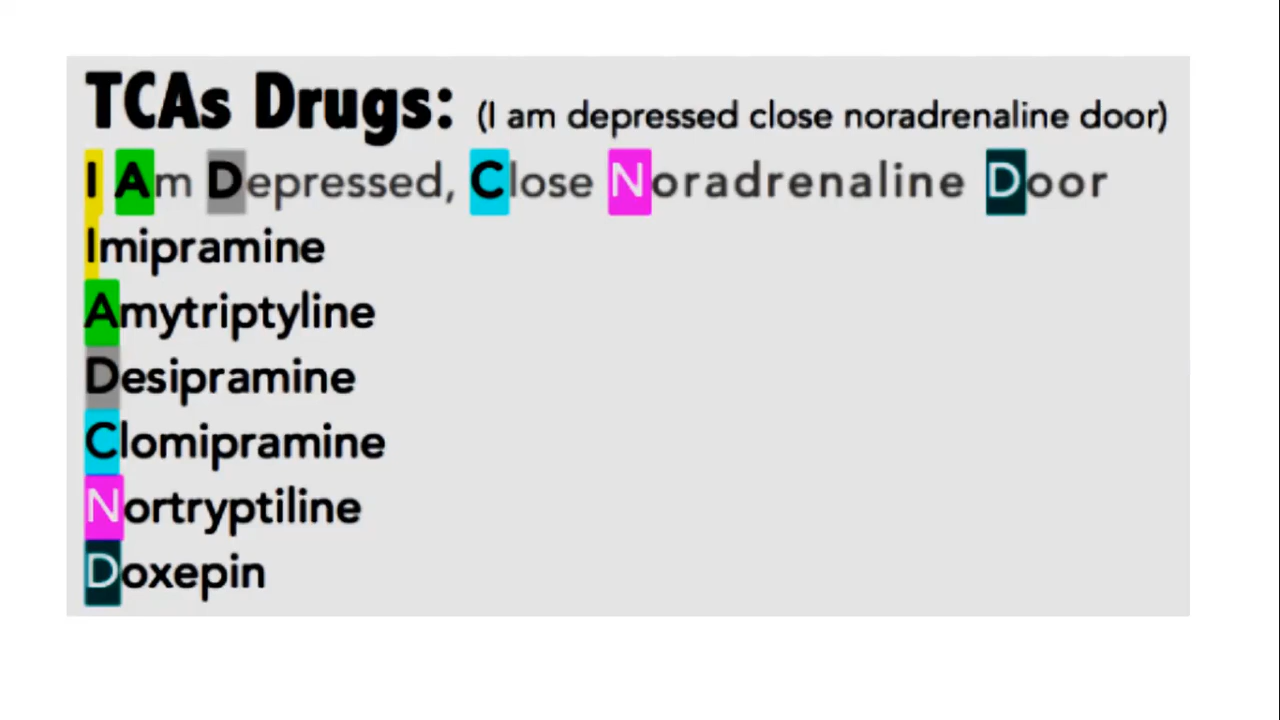 TCAs Drugs: (I am depressed close noradrenaline door)
I Am Depressed, Close Noradrenaline Door
Imipramine
Amytriptyline
Desipramine
Clomipramine
Nortryptiline
Doxepin